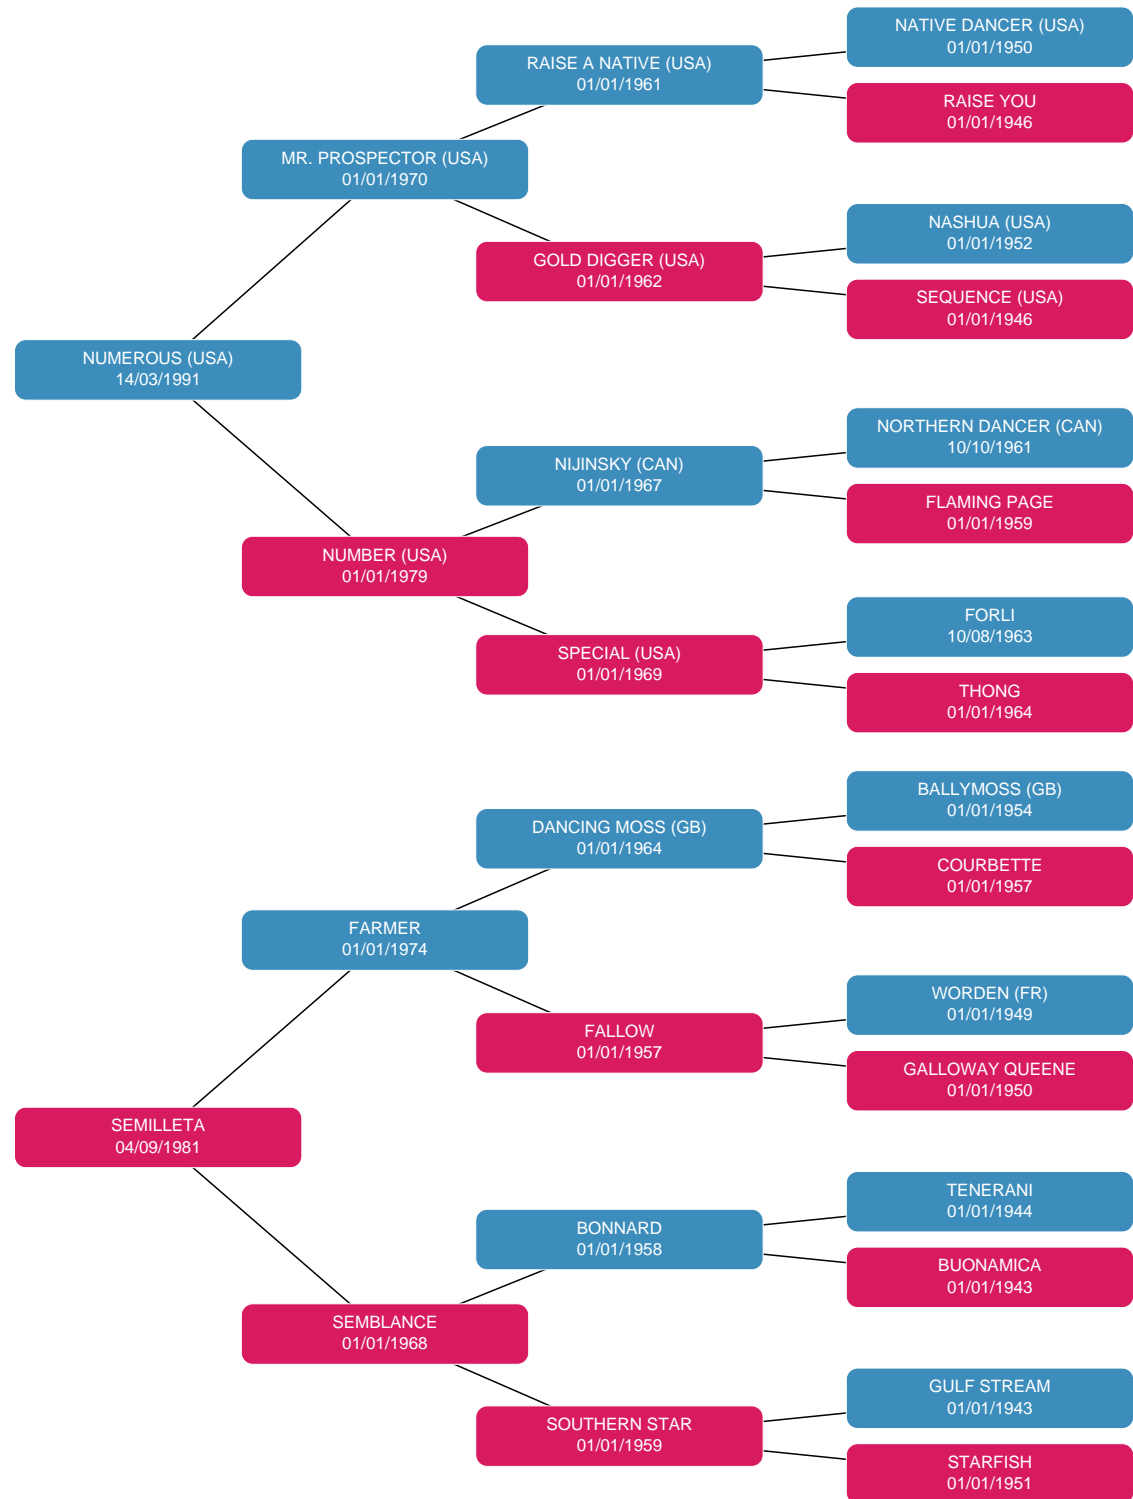 NATIVE DANCER (USA)
01/01/1950
RAISE A NATIVE (USA)
01/01/1961
RAISE YOU
01/01/1946
MR. PROSPECTOR (USA)
01/01/1970
NASHUA (USA)
01/01/1952
GOLD DIGGER (USA)
01/01/1962
SEQUENCE (USA)
01/01/1946
NUMEROUS (USA)
14/03/1991
NORTHERN DANCER (CAN)
10/10/1961
NIJINSKY (CAN)
01/01/1967
FLAMING PAGE
01/01/1959
NUMBER (USA)
01/01/1979
FORLI
10/08/1963
SPECIAL (USA)
01/01/1969
THONG
01/01/1964
BALLYMOSS (GB)
01/01/1954
DANCING MOSS (GB)
01/01/1964
COURBETTE
01/01/1957
FARMER
01/01/1974
WORDEN (FR)
01/01/1949
FALLOW
01/01/1957
GALLOWAY QUEENE
01/01/1950
SEMILLETA
04/09/1981
TENERANI
01/01/1944
BONNARD
01/01/1958
BUONAMICA
01/01/1943
SEMBLANCE
01/01/1968
GULF STREAM
01/01/1943
SOUTHERN STAR
01/01/1959
STARFISH
01/01/1951